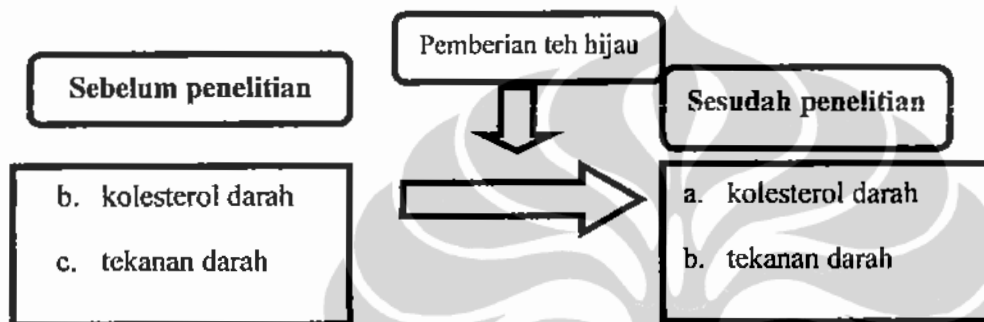 Pemberian teh hijau
Sebelum penelitian
Sesudah penelitian
b. kolesterol darah
c. tekanan darah
a. kolesterol darah
b. tekanan darah